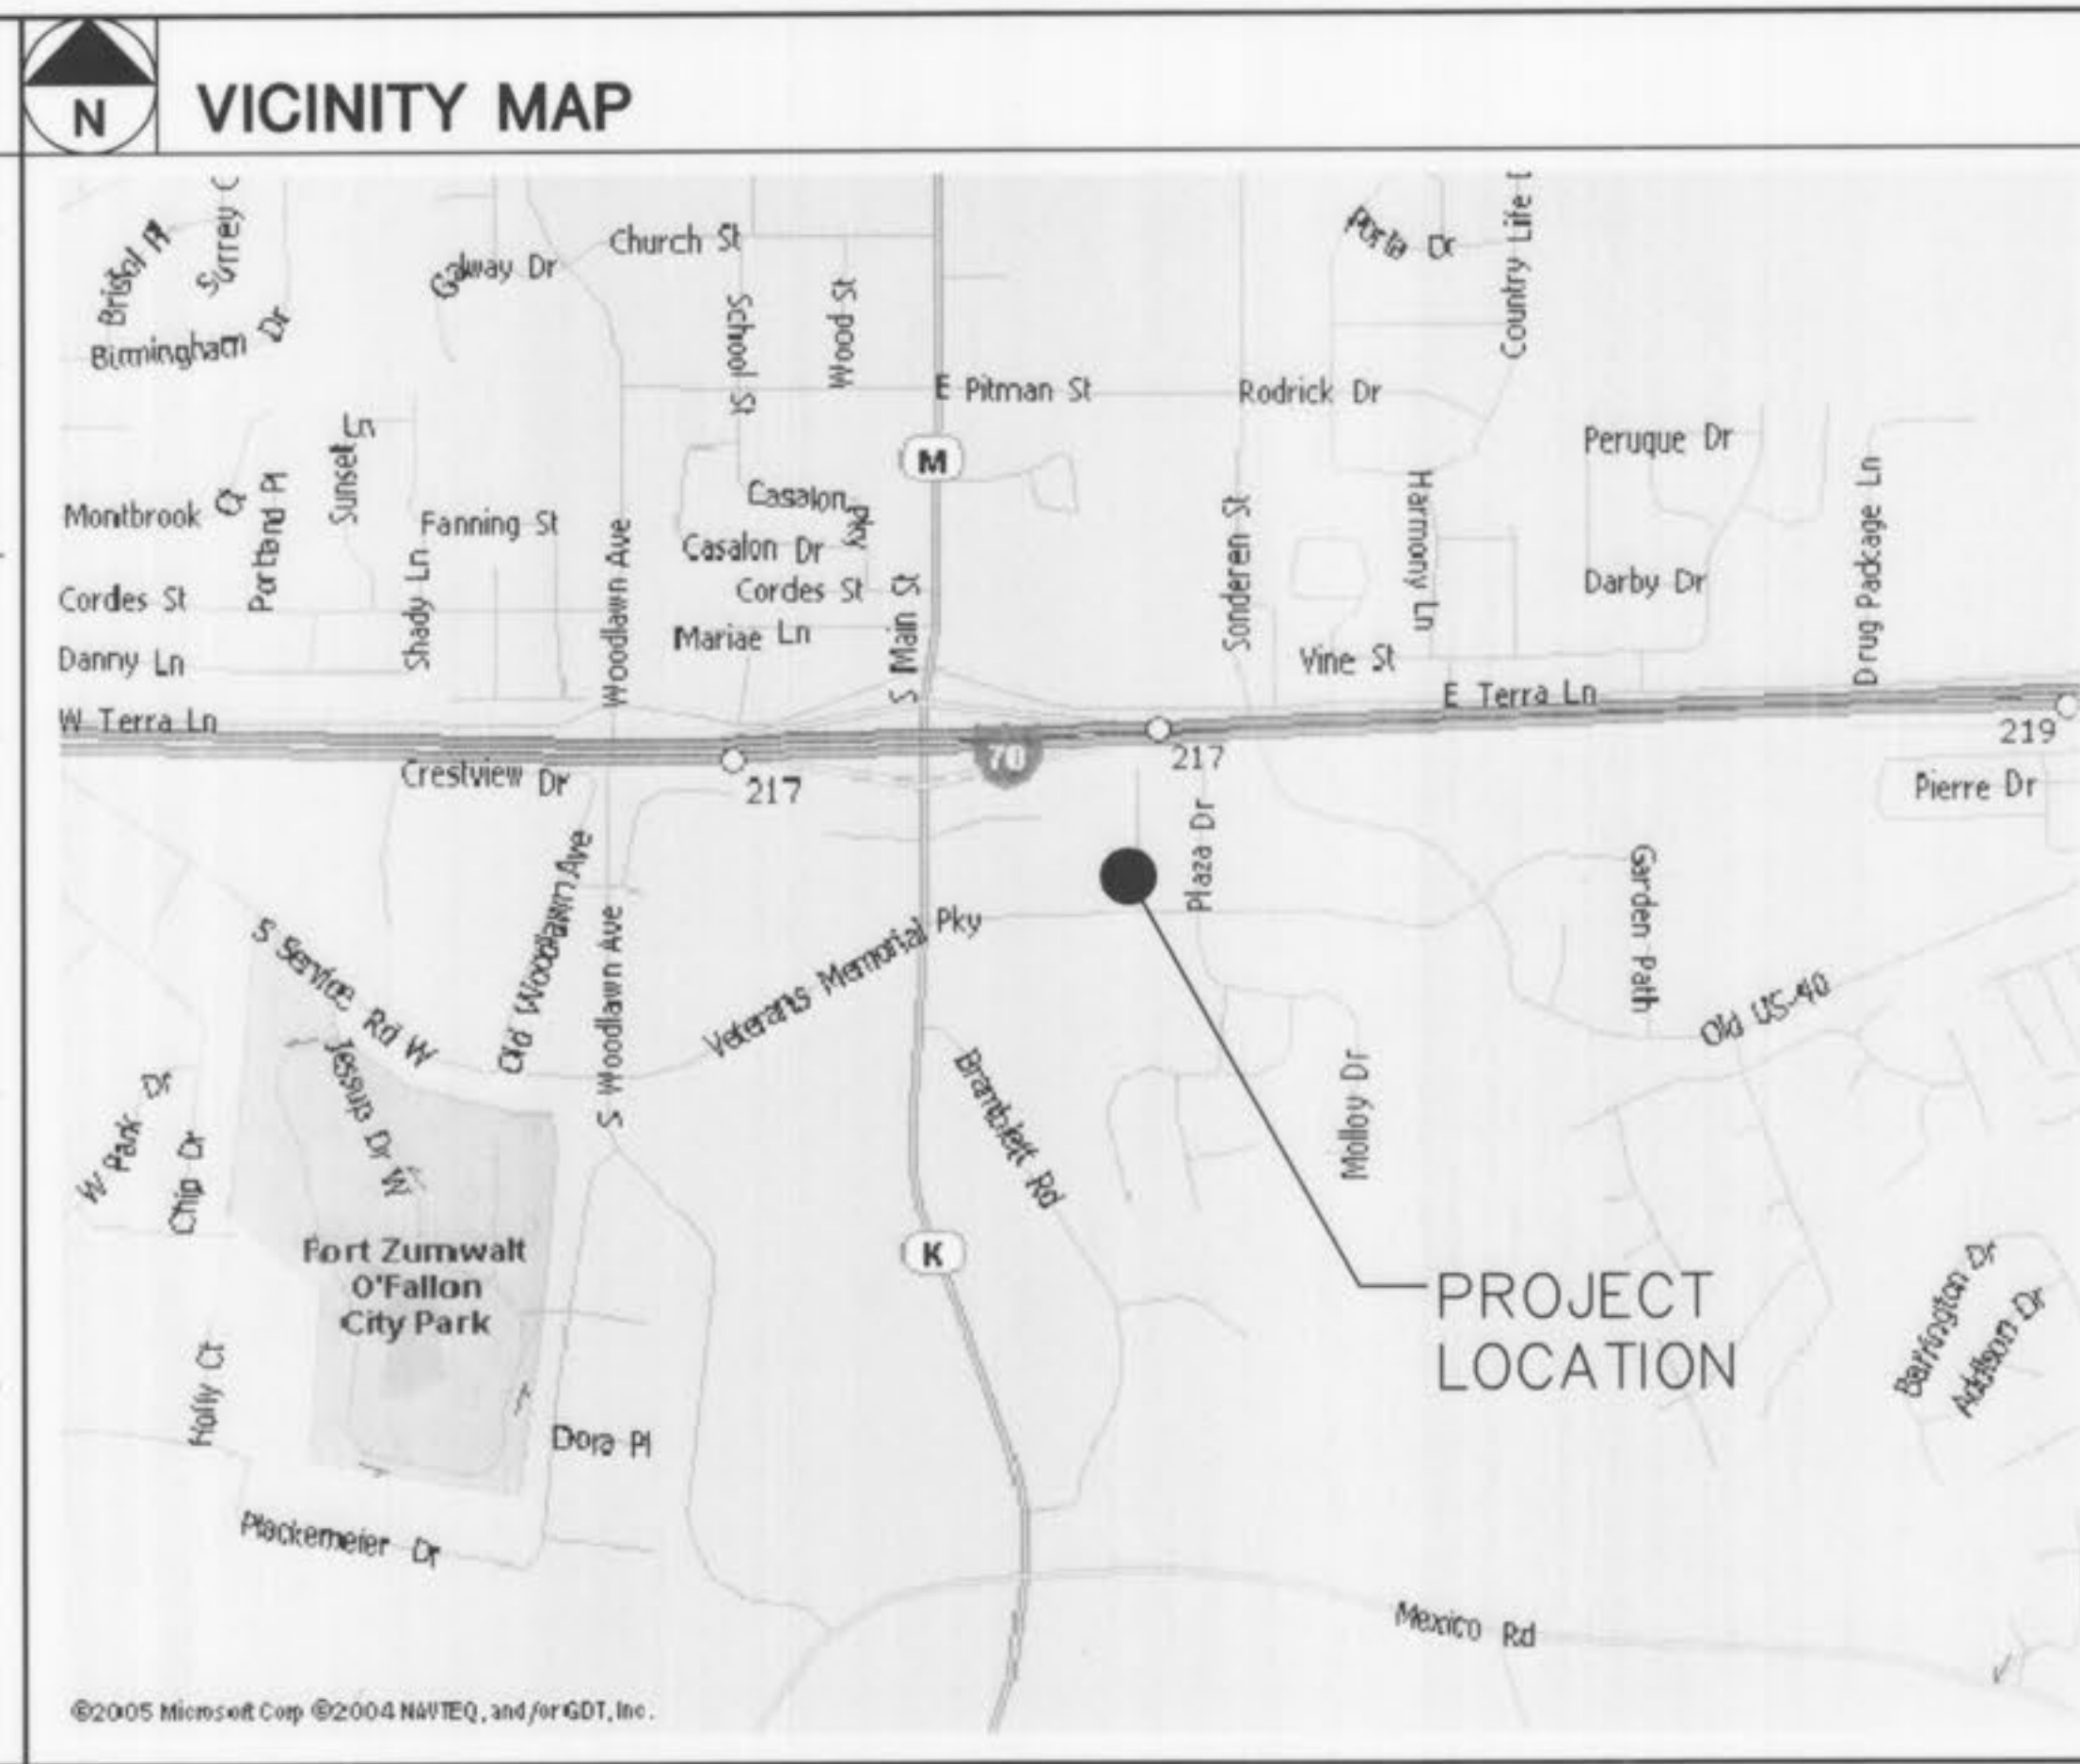 N
VICINITY MAP
Bristol Pl
Surrey
Birmingham Dr
Galway Dr
Church St
School St
Wood St
Porta Dr
Country Life
E Pitman St
Rodrick Dr
M
Sunset Ln
Montbrook Ct
Portland Pl
Fanning St
Casalon Pky
Casalon Dr
Cordes St
Cordes St
Shady Ln
Woodlawn Ave
Mariae Ln
S Main St
Sonderen St
Harmony Ln
Peruque Dr
Darby Dr
Drug Package Ln
Danny Ln
Vine St
W Terra Ln
E Terra Ln
70
217
217
219
Crestview Dr
Pierre Dr
Plaza Dr
Garden Path
Old Woodlawn Ave
S Woodlawn Ave
S Service Rd W
Veterans Memorial Pky
Old US-40
Jessup Dr W
W Park Dr
Chip Dr
Bramblett Rd
Molloy Dr
Fort Zumwalt
O'Fallon
City Park
K
PROJECT
LOCATION
Barrington Dr
Addison Dr
Holly Ct
Dora Pl
Plackemeier Dr
Mexico Rd
©2005 Microsoft Corp ©2004 NAVTEQ, and/or GDT, Inc.